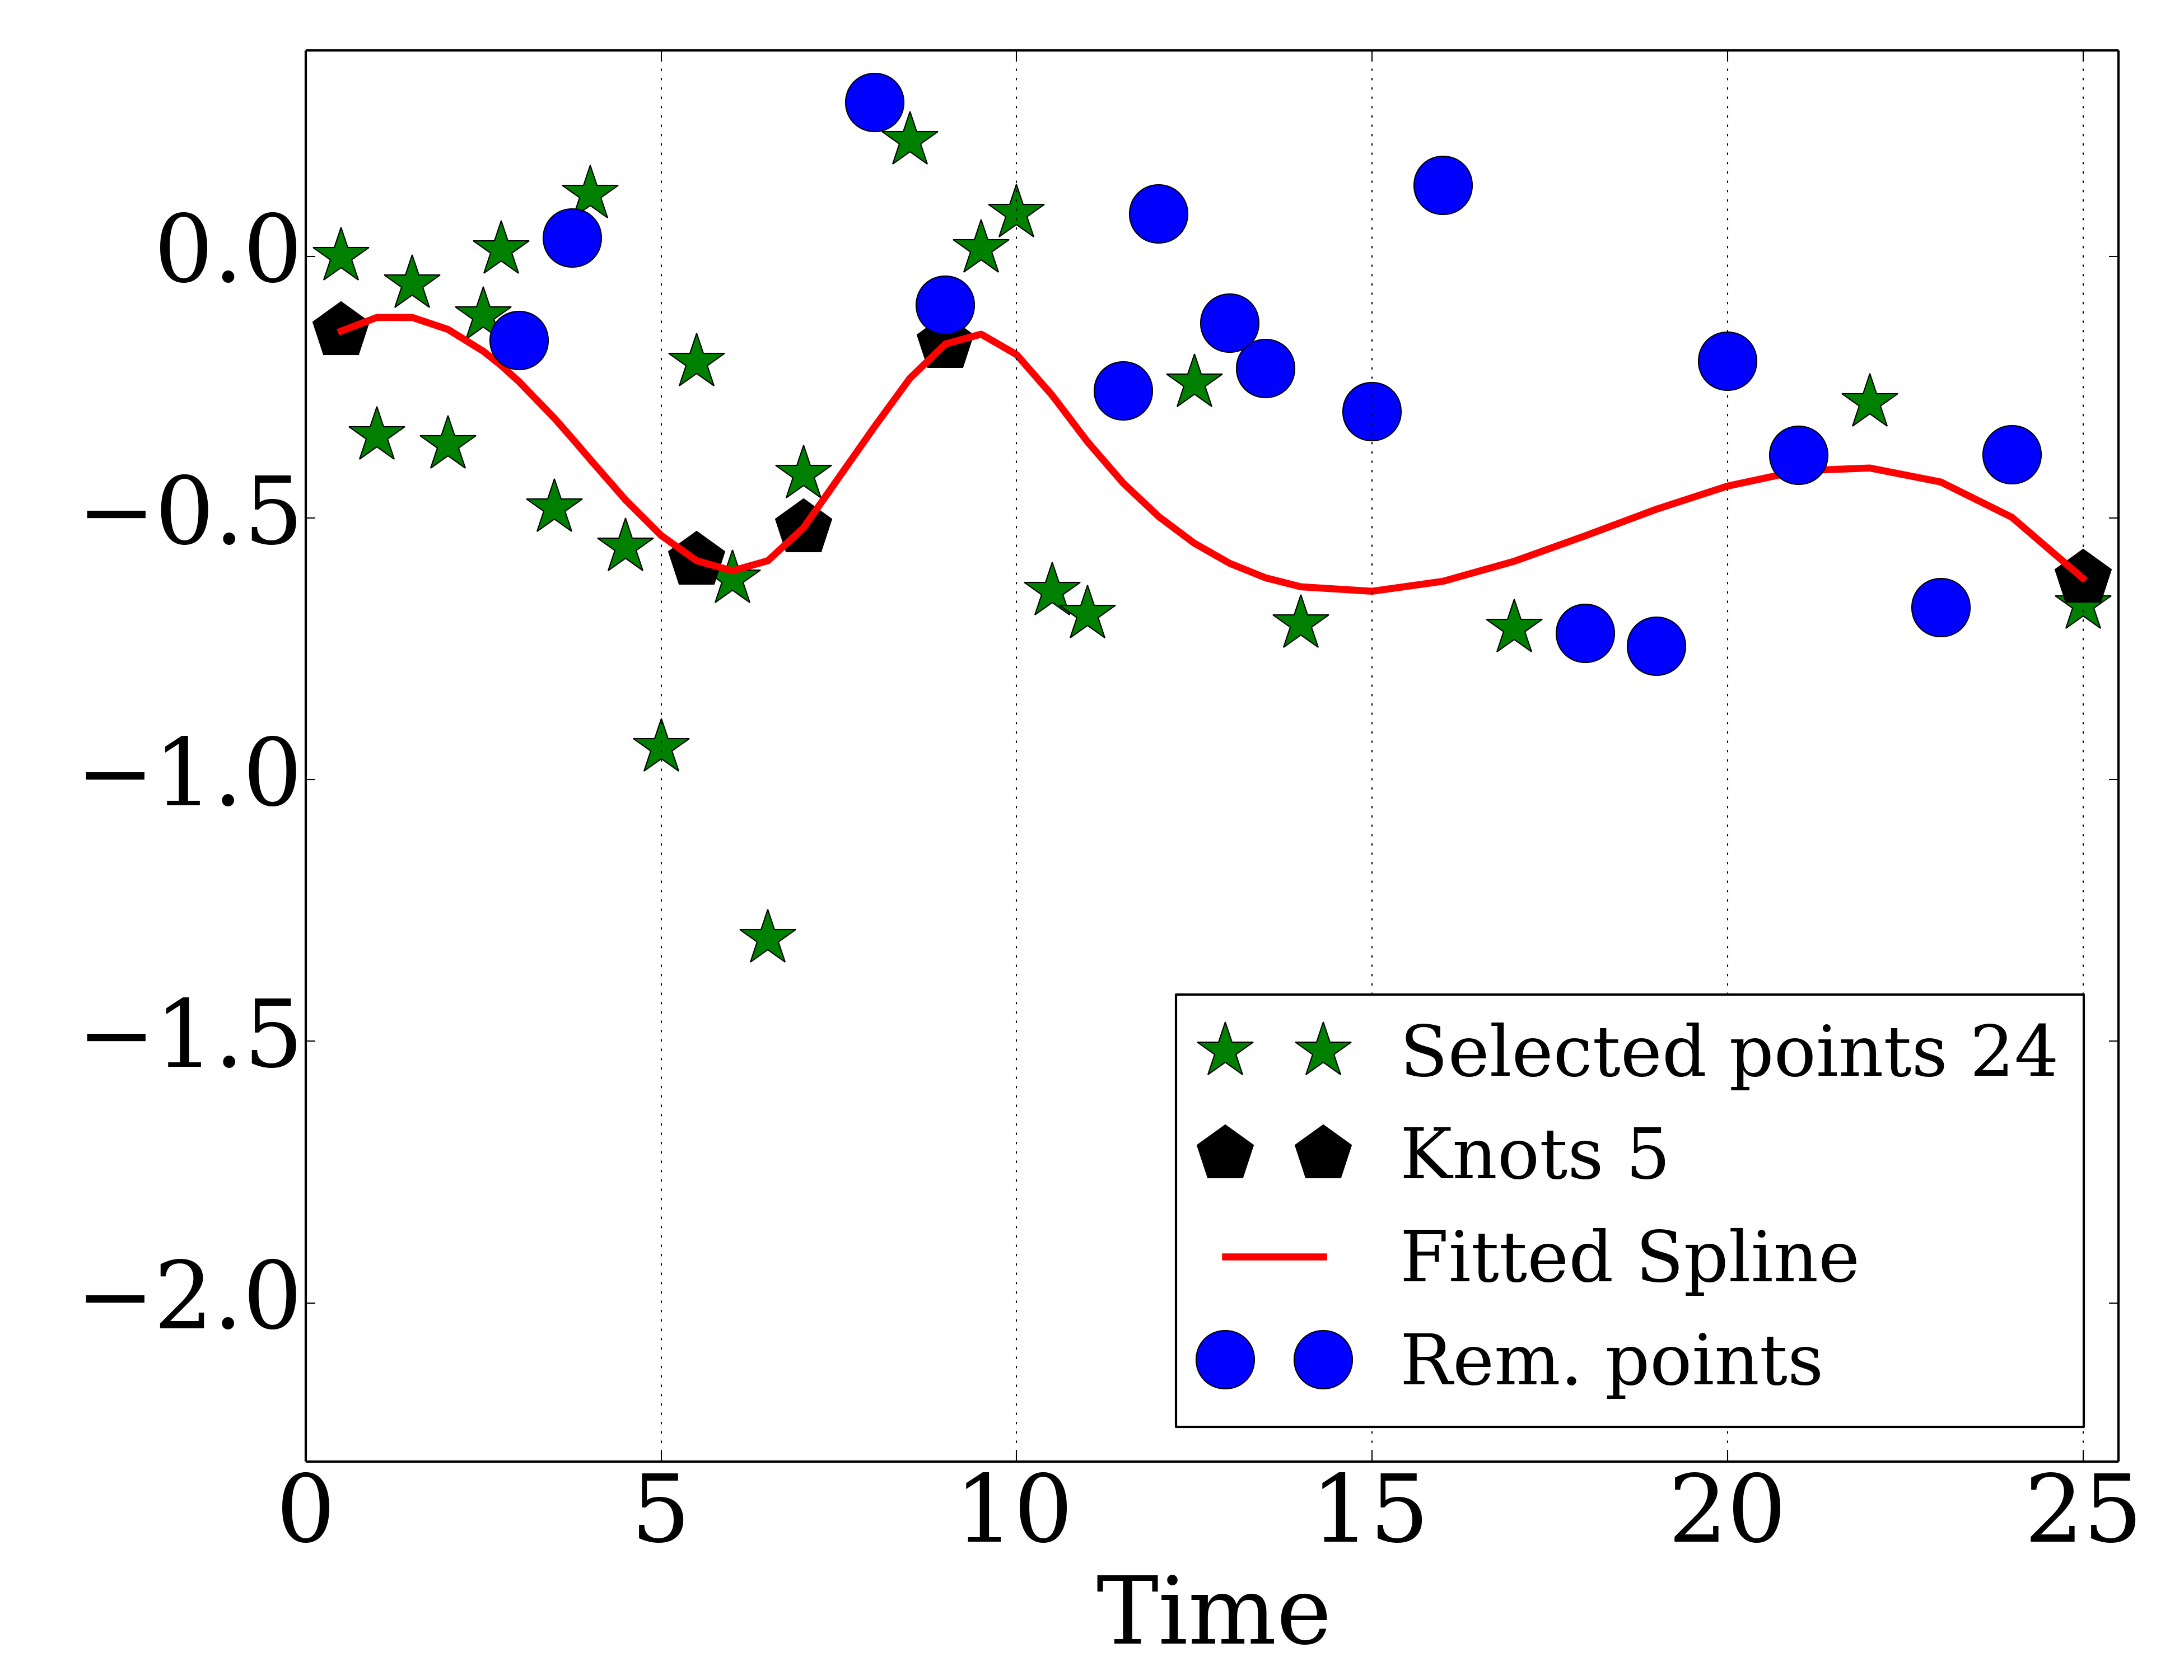 0.0
−0.5
−1.0
−1.5
−2.0
Selected points 24
Knots 5
Fitted Spline
Rem. points
0 5 10 15 20 25
Time